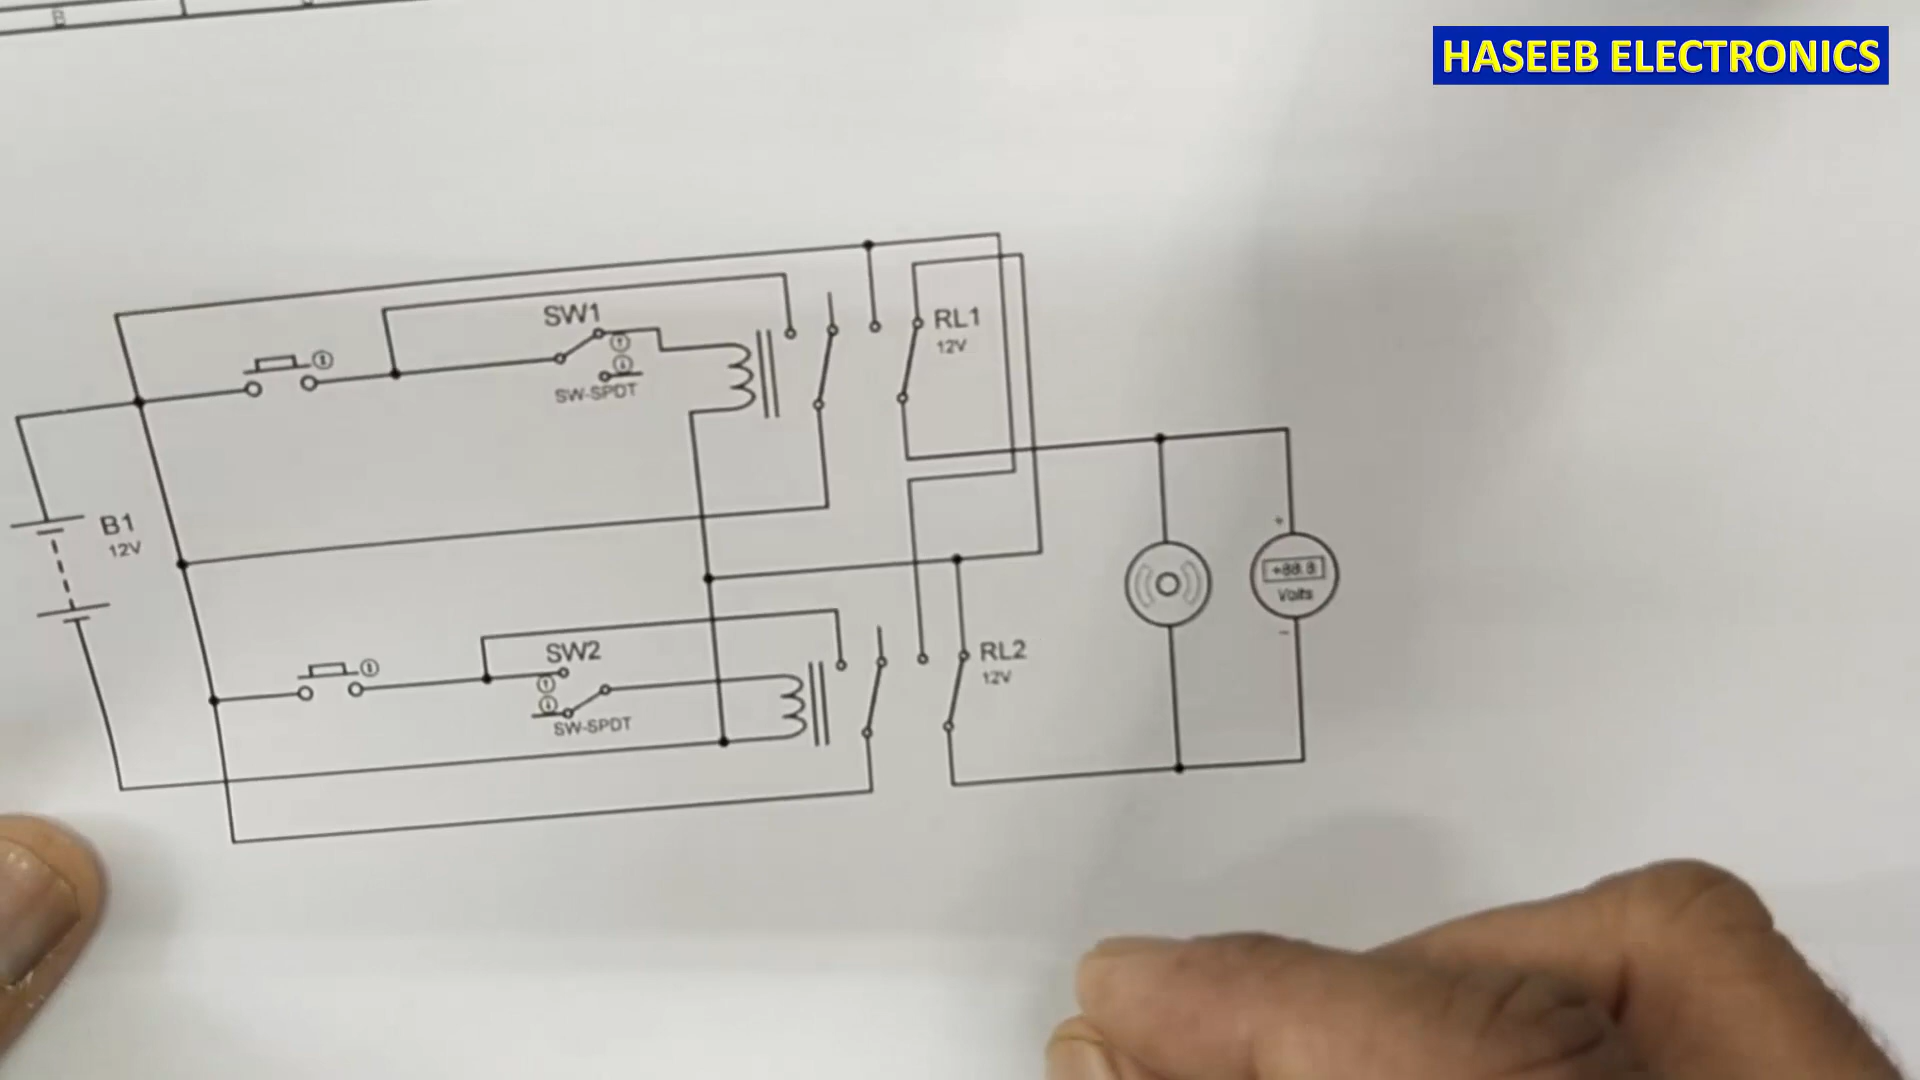 B
HASEEB ELECTRONICS
SW1
RL1
12V
SW-SPDT
B1
12V
+
+88.8
Volts
−
SW2
RL2
12V
SW-SPDT